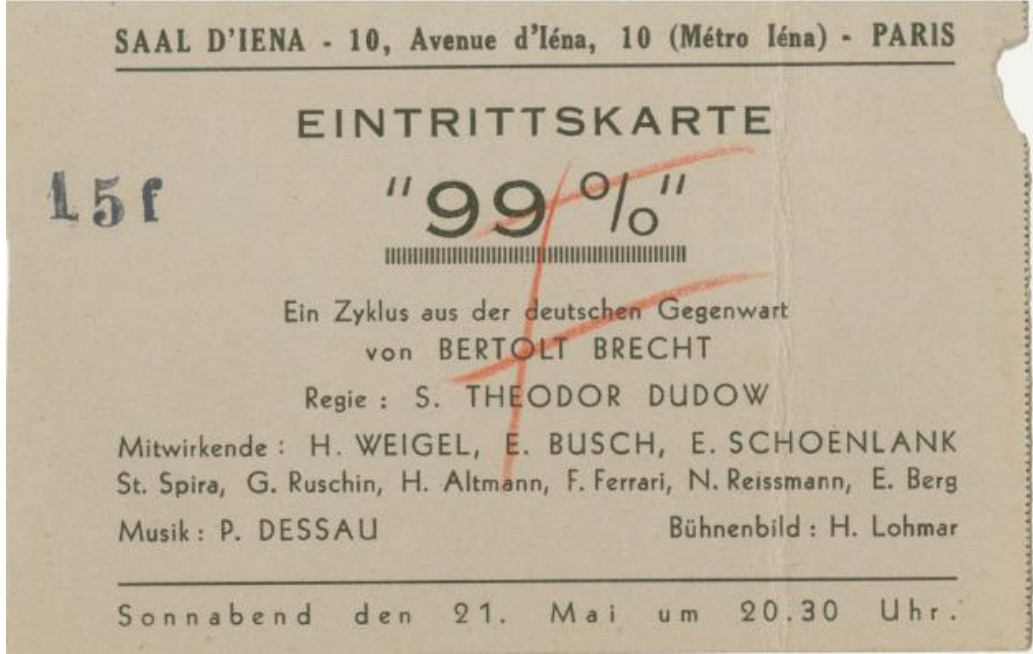 SAAL D'IENA - 10, Avenue d'Iéna, 10 (Métro Iéna) - PARIS
EINTRITTSKARTE
15f
"99 %"
Ein Zyklus aus der deutschen Gegenwart
von BERTOLT BRECHT
Regie : S. THEODOR DUDOW
Mitwirkende : H. WEIGEL, E. BUSCH, E. SCHOENLANK
St. Spira, G. Ruschin, H. Altmann, F. Ferrari, N. Reissmann, E. Berg
Musik : P. DESSAU Bühnenbild : H. Lohmar
Sonnabend den 21. Mai um 20.30 Uhr.